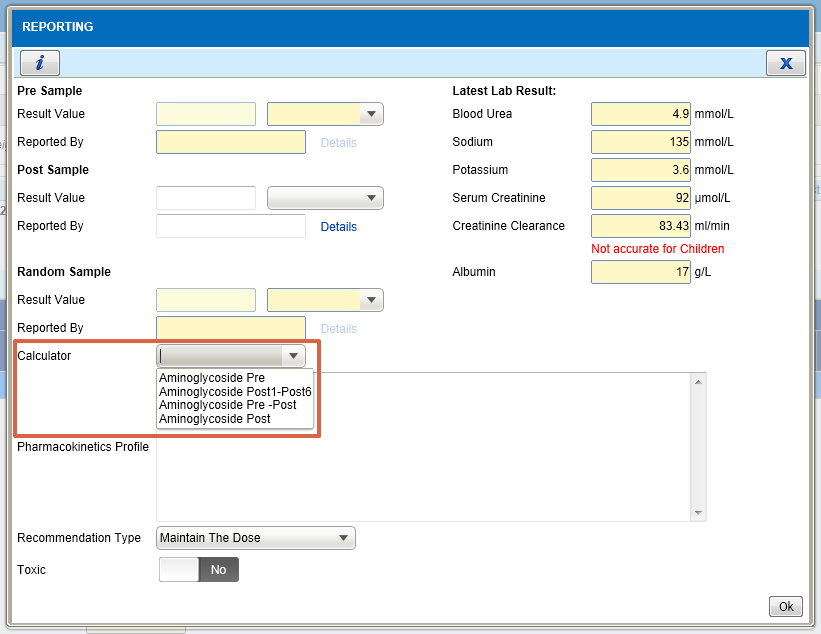 REPORTING
i
X
Pre Sample
Result Value
Reported By
Details
Post Sample
Result Value
Reported By
Details
Random Sample
Result Value
Reported By
Details
Calculator
Aminoglycoside Pre
Aminoglycoside Post1-Post6
Aminoglycoside Pre -Post
Aminoglycoside Post
Pharmacokinetics Profile
Recommendation Type
Maintain The Dose
Toxic
No
Latest Lab Result:
Blood Urea 4.9 mmol/L
Sodium 135 mmol/L
Potassium 3.6 mmol/L
Serum Creatinine 92 µmol/L
Creatinine Clearance 83.43 ml/min
Not accurate for Children
Albumin 17 g/L
Ok